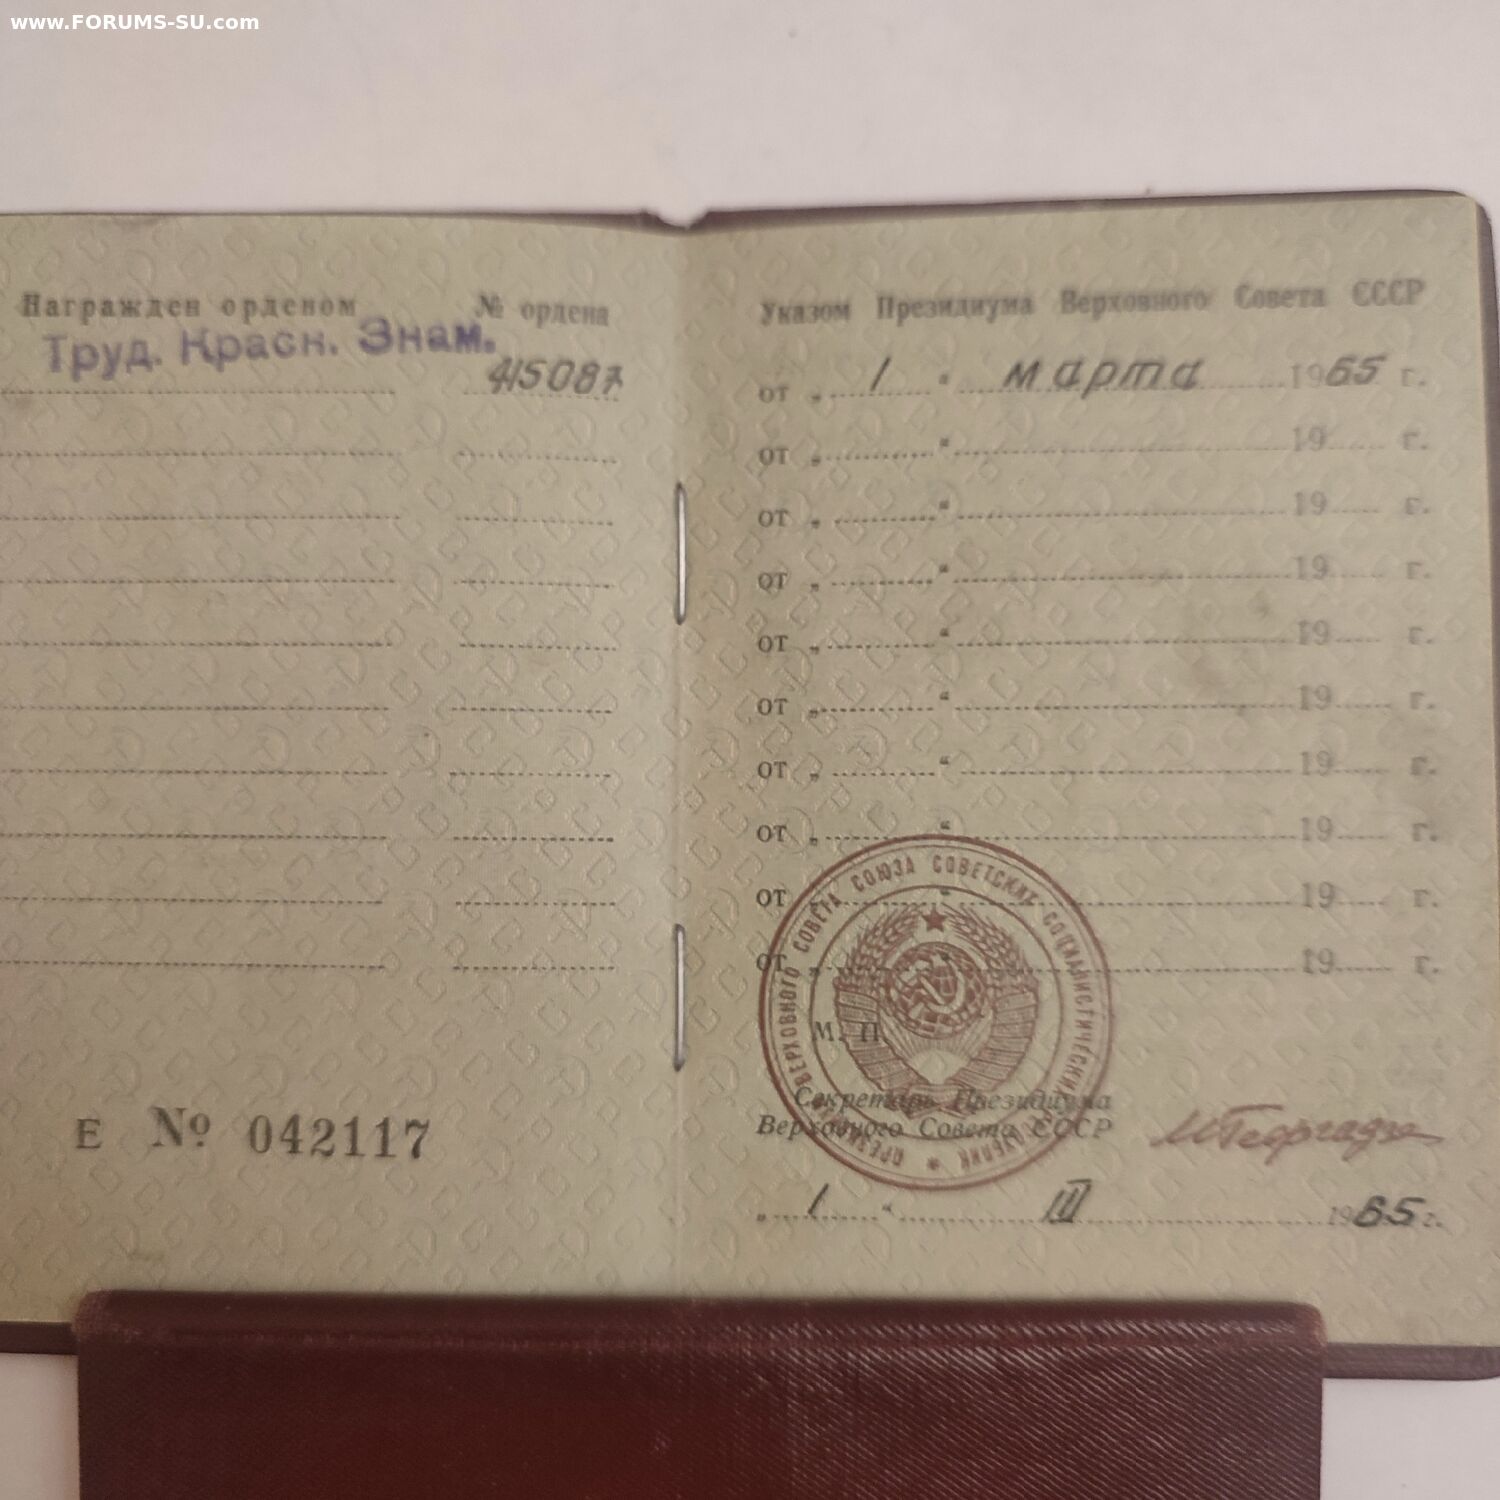 www.FORUMS-SU.com
Награжден орденом № ордена
Труд. Красн. Знам.
415087
Указом Президиума Верховного Совета СССР
от „ 1 “ марта 1965 г.
от „ “ 19 г.
от „ “ 19 г.
от „ “ 19 г.
от „ “ 19 г.
от „ “ 19 г.
от „ “ 19 г.
от „ “ 19 г.
от „ “ 19 г.
от „ “ 19 г.
ПРЕЗИДИУМ ВЕРХОВНОГО СОВЕТА СОЮЗА СОВЕТСКИХ СОЦИАЛИСТИЧЕСКИХ РЕСПУБЛИК
М. П.
Секретарь Президиума
Верховного Совета СССР
МГеоргадзе
Е № 042117
„ 1 “ III 1965 г.